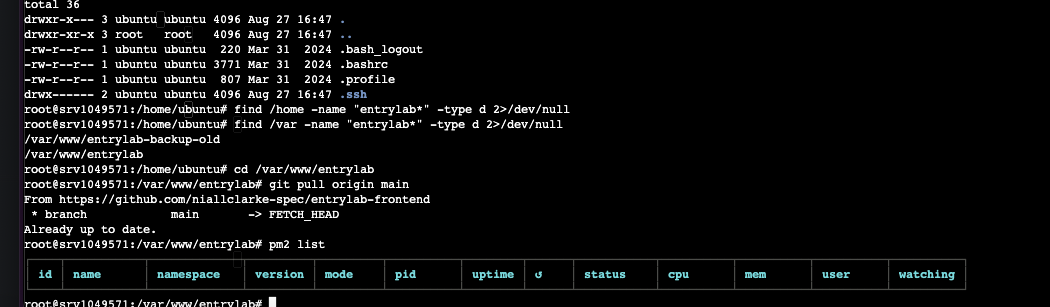 total 36
drwxr-x--- 3 ubuntu ubuntu 4096 Aug 27 16:47 .
drwxr-xr-x 3 root   root   4096 Aug 27 16:47 ..
-rw-r--r-- 1 ubuntu ubuntu  220 Mar 31  2024 .bash_logout
-rw-r--r-- 1 ubuntu ubuntu 3771 Mar 31  2024 .bashrc
-rw-r--r-- 1 ubuntu ubuntu  807 Mar 31  2024 .profile
drwx------ 2 ubuntu ubuntu 4096 Aug 27 16:47 .ssh
root@srv1049571:/home/ubuntu# find /home -name "entrylab*" -type d 2>/dev/null
root@srv1049571:/home/ubuntu# find /var -name "entrylab*" -type d 2>/dev/null
/var/www/entrylab-backup-old
/var/www/entrylab
root@srv1049571:/home/ubuntu# cd /var/www/entrylab
root@srv1049571:/var/www/entrylab# git pull origin main
From https://github.com/niallclarke-spec/entrylab-frontend
 * branch            main       -> FETCH_HEAD
Already up to date.
root@srv1049571:/var/www/entrylab# pm2 list
id name namespace version mode pid uptime ↺ status cpu mem user watching
root@srv1049571:/var/www/entrylab#